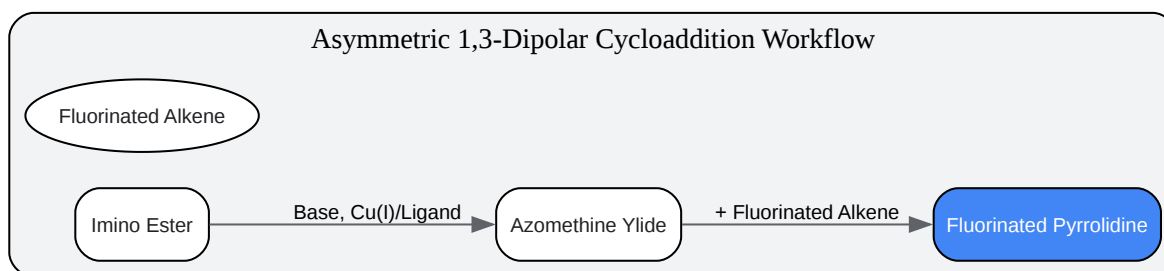 Asymmetric 1,3-Dipolar Cycloaddition Workflow
Fluorinated Alkene
Imino Ester
Base, Cu(I)/Ligand
Azomethine Ylide
+ Fluorinated Alkene
Fluorinated Pyrrolidine